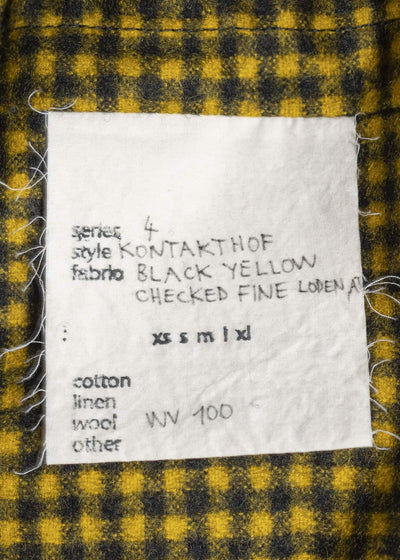 series 4
style KONTAKTHOF
fabric BLACK YELLOW
CHECKED FINE LODEN
: xs s m l xl
cotton
linen
wool WV 100
other